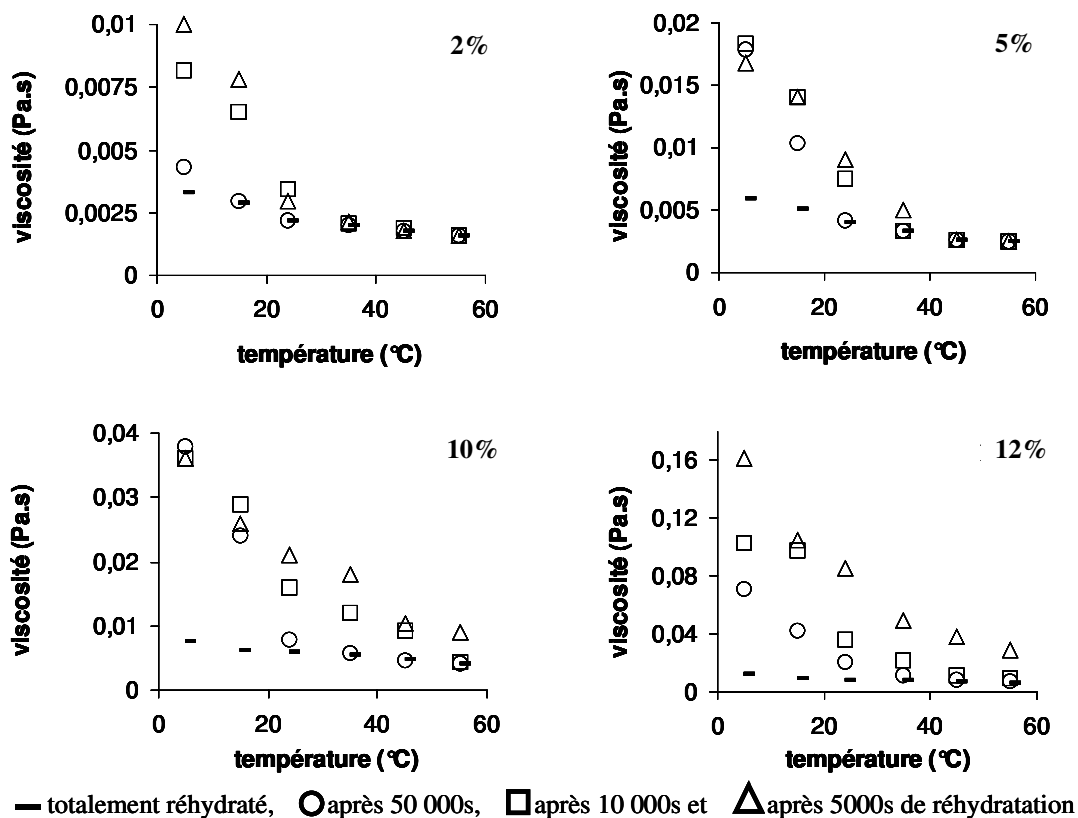 0,01
0,0075
0,005
0,0025
0
viscosité (Pa.s)
2%
0 20 40 60
température (°C)
0,02
0,015
0,01
0,005
0
viscosité (Pa.s)
5%
0 20 40 60
température (°C)
0,04
0,03
0,02
0,01
0
viscosité (Pa.s)
10%
0 20 40 60
température (°C)
0,16
0,12
0,08
0,04
0
viscosité (Pa.s)
12%
0 20 40 60
température (°C)
totalement réhydraté, après 50 000s, après 10 000s et après 5000s de réhydratation